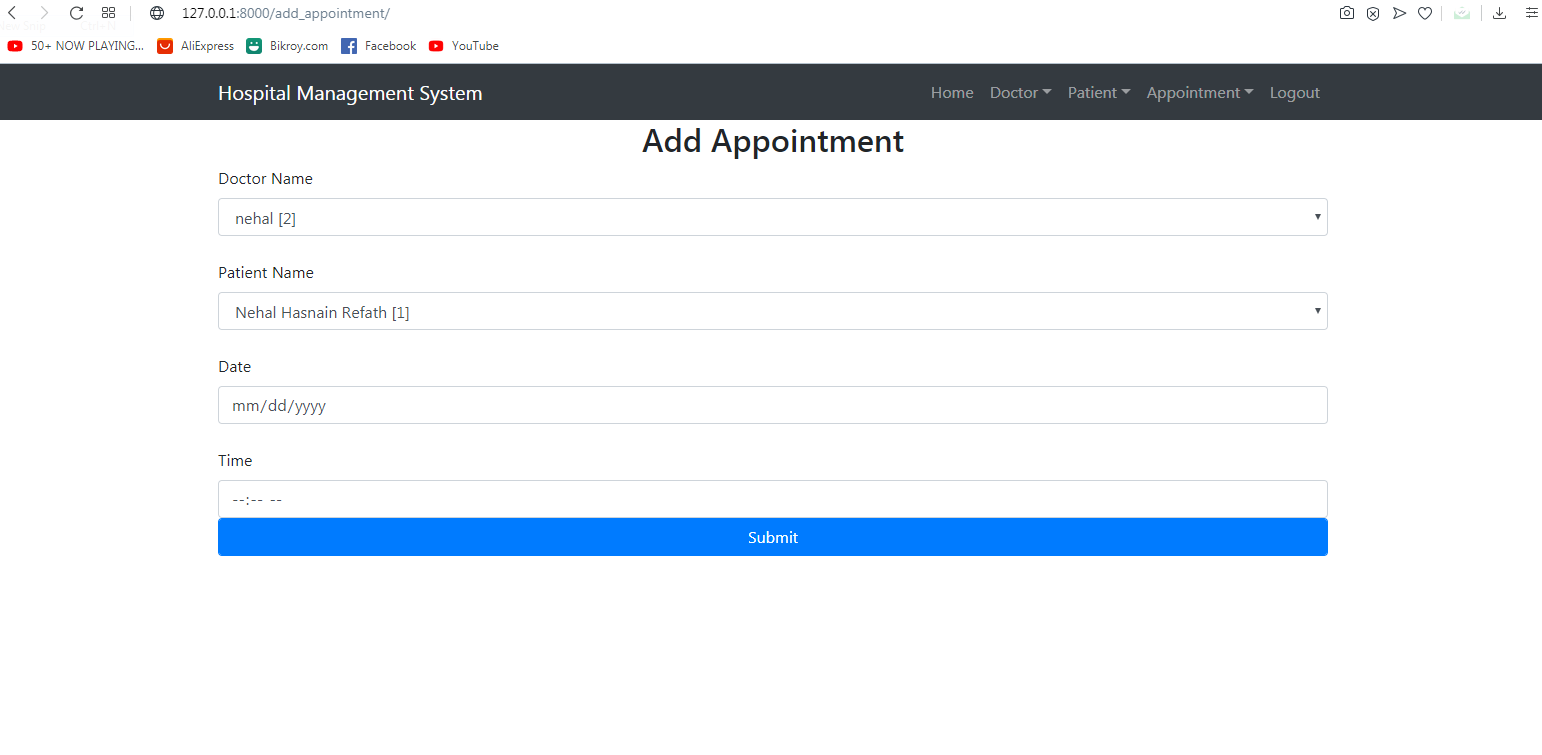 127.0.0.1:8000/add_appointment/
50+ NOW PLAYING... AliExpress Bikroy.com Facebook YouTube
Hospital Management System Home Doctor Patient Appointment Logout
Add Appointment
Doctor Name
nehal [2]
Patient Name
Nehal Hasnain Refath [1]
Date
mm/dd/yyyy
Time
--:-- --
Submit